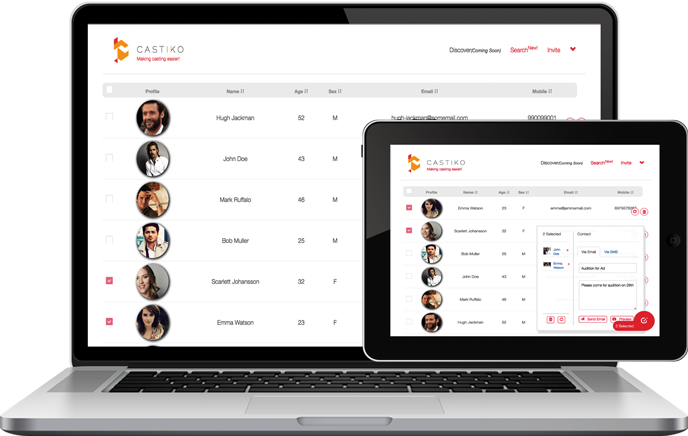 CASTIKO
Making casting easier!
Discover(Coming Soon) Search New! Invite
Profile Name Age Sex Email Mobile
Hugh Jackman 52 M hugh-jackman@somemail.com 990099001
John Doe 43 M
Mark Ruffalo 46 M
Bob Muller 25 M
Scarlett Johansson 32 F
Emma Watson 23 F
CASTIKO
Making casting easier!
Discover(Coming Soon) Search New! Invite
Profile Name Age Sex Email Mobile
Emma Watson 23 F emma@somemail.com
Scarlett Johansson 32 F
Bob Muller 25 M
John Doe 43 M
Mark Ruffalo 46 M
Hugh Jackman 52 M
2 Selected Contact
John Doe x
Emma Watson x
Via Email Via SMS
Audition for Ad
Please come for audition on 28th
Send Email Preview
2 Selected